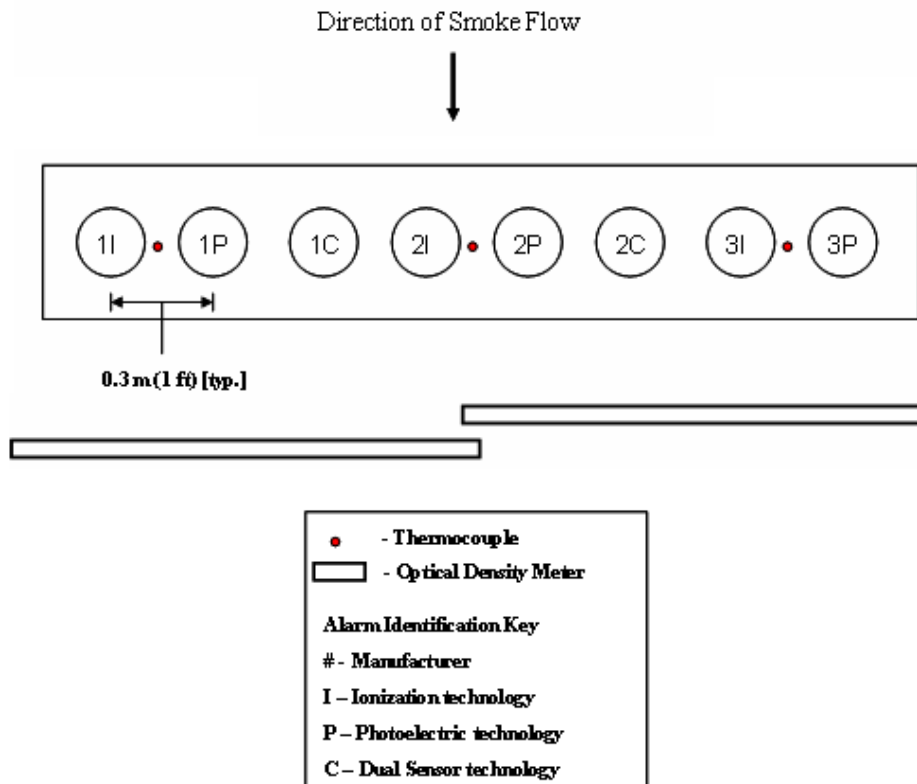 Direction of Smoke Flow
1I 1P 1C 2I 2P 2C 3I 3P
0.3 m (1 ft) [typ.]
- Thermocouple
- Optical Density Meter
Alarm Identification Key
# - Manufacturer
I – Ionization technology
P – Photoelectric technology
C – Dual Sensor technology